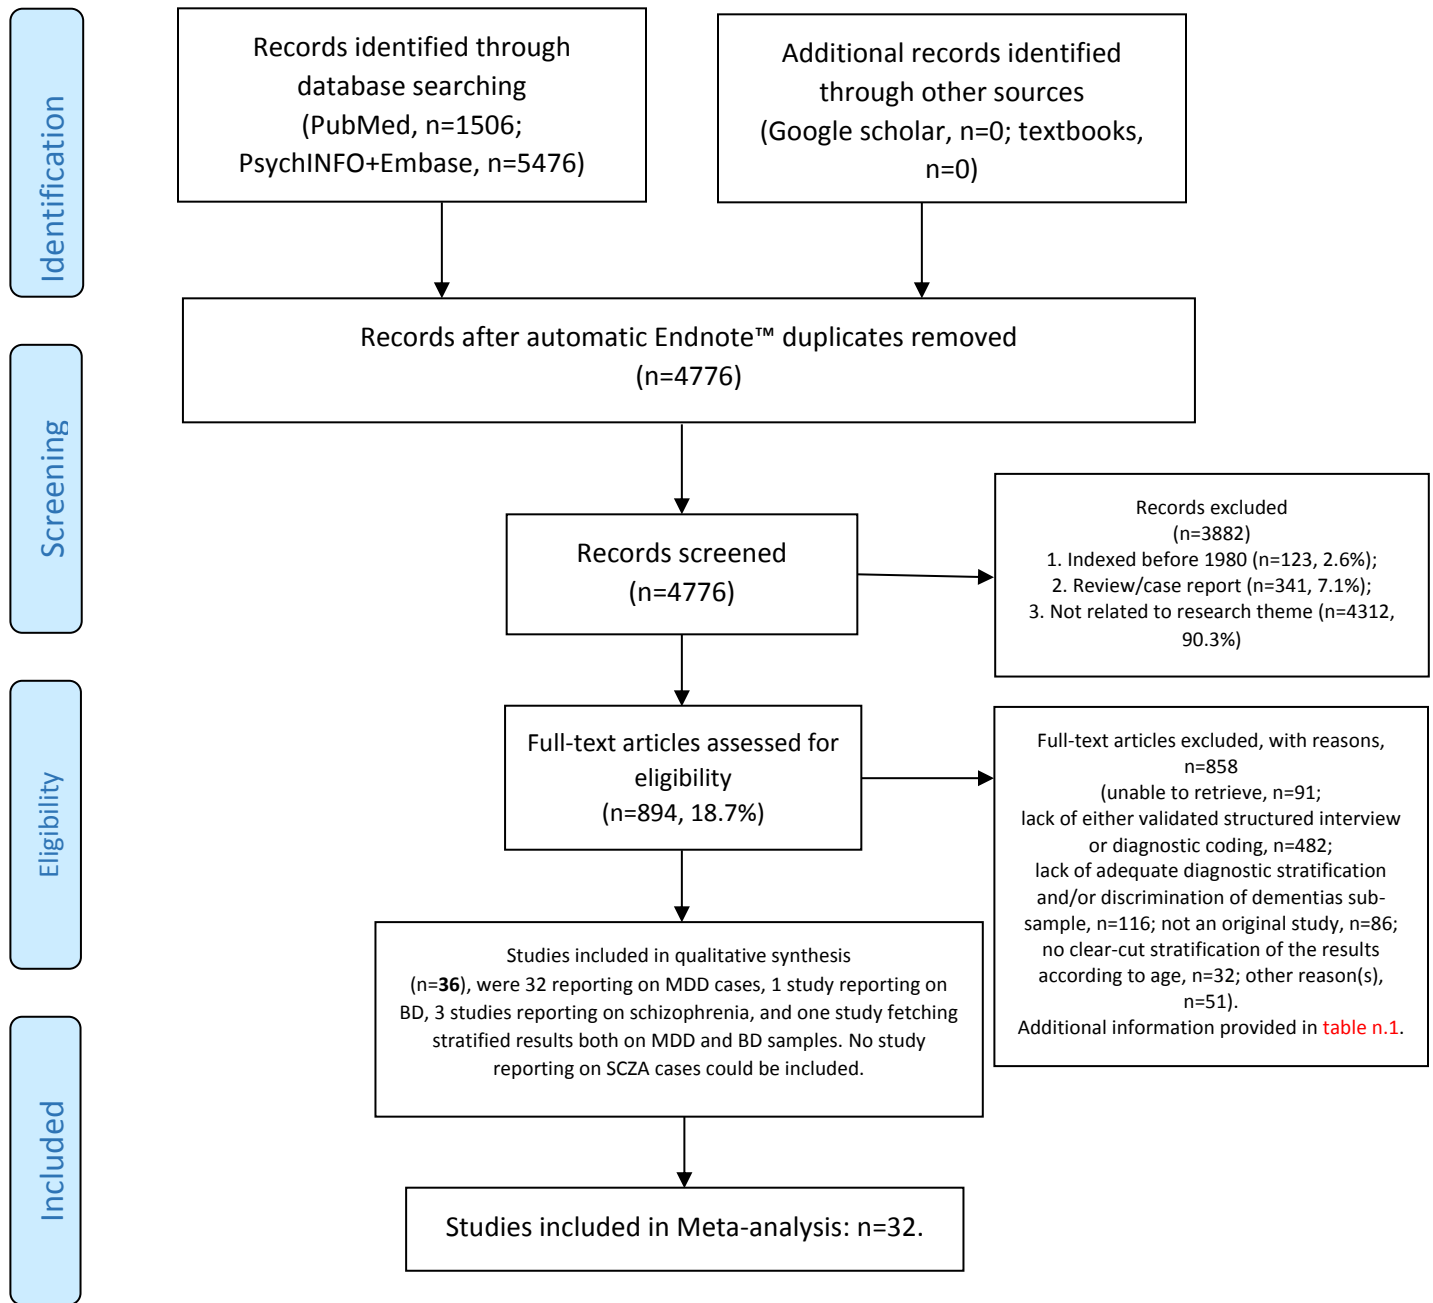 Identification
Records identified through
database searching
(PubMed, n=1506;
PsychINFO+Embase, n=5476)
Additional records identified
through other sources
(Google scholar, n=0; textbooks,
n=0)
Records after automatic Endnote™ duplicates removed
(n=4776)
Screening
Records screened
(n=4776)
Records excluded
(n=3882)
1. Indexed before 1980 (n=123, 2.6%);
2. Review/case report (n=341, 7.1%);
3. Not related to research theme (n=4312,
90.3%)
Eligibility
Full-text articles assessed for
eligibility
(n=894, 18.7%)
Full-text articles excluded, with reasons,
n=858
(unable to retrieve, n=91;
lack of either validated structured interview
or diagnostic coding, n=482;
lack of adequate diagnostic stratification
and/or discrimination of dementias sub-
sample, n=116; not an original study, n=86;
no clear-cut stratification of the results
according to age, n=32; other reason(s),
n=51).
Additional information provided in table n.1.
Studies included in qualitative synthesis
(n=36), were 32 reporting on MDD cases, 1 study reporting on
BD, 3 studies reporting on schizophrenia, and one study fetching
stratified results both on MDD and BD samples. No study
reporting on SCZA cases could be included.
Included
Studies included in Meta-analysis: n=32.